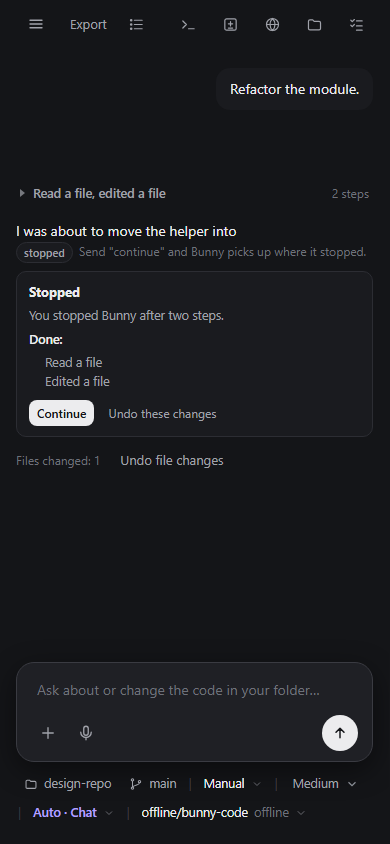 Export
Refactor the module.
Read a file, edited a file 2 steps
I was about to move the helper into
stopped Send "continue" and Bunny picks up where it stopped.
Stopped
You stopped Bunny after two steps.
Done:
Read a file
Edited a file
Continue Undo these changes
Files changed: 1 Undo file changes
Ask about or change the code in your folder...
design-repo main | Manual | Medium
| Auto · Chat | offline/bunny-code offline